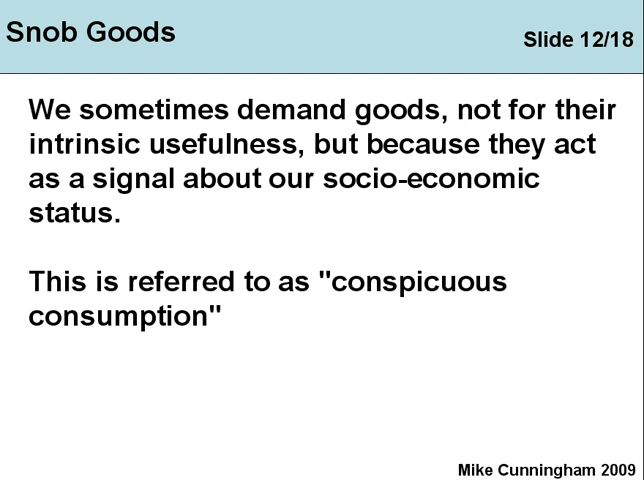 Snob Goods
Slide 12/18
We sometimes demand goods, not for their
intrinsic usefulness, but because they act
as a signal about our socio-economic
status.
This is referred to as "conspicuous
consumption"
Mike Cunningham 2009